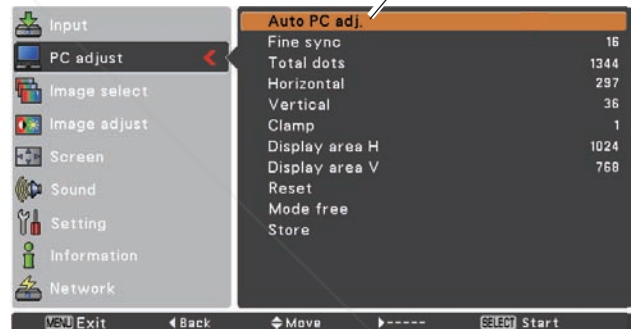 Input
PC adjust
Image select
Image adjust
Screen
Sound
Setting
Information
Network
Auto PC adj.
Fine sync 16
Total dots 1344
Horizontal 297
Vertical 36
Clamp 1
Display area H 1024
Display area V 768
Reset
Mode free
Store
MENU Exit Back Move ----- SELECT Start